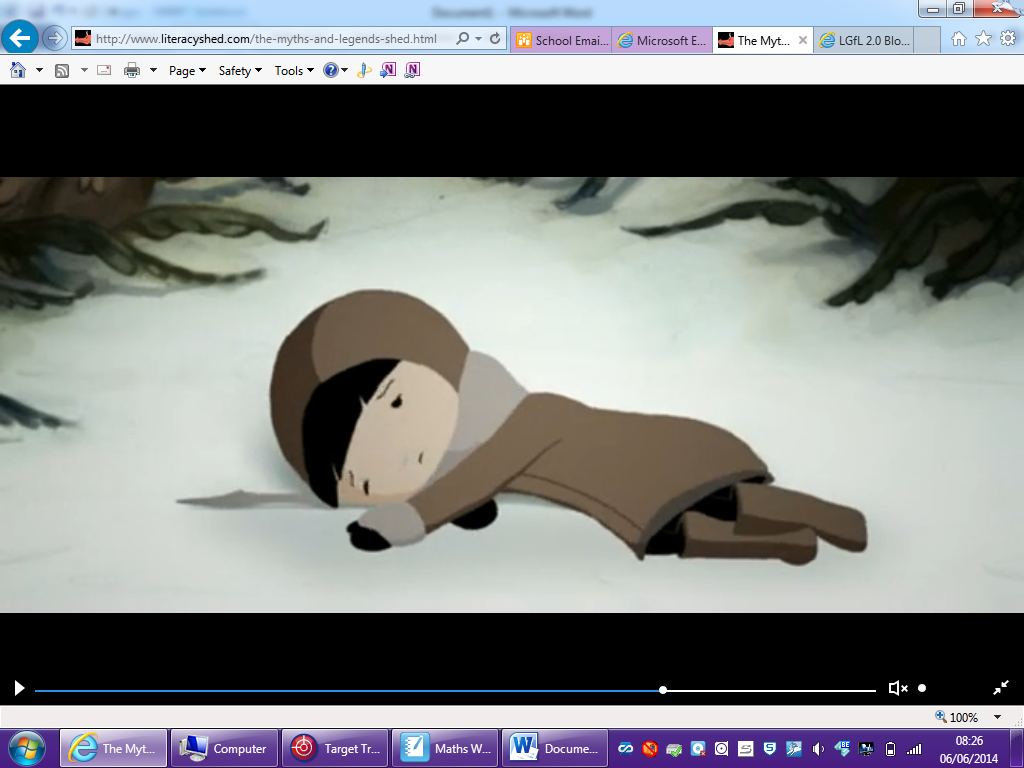 Document1 - Microsoft Word
http://www.literacyshed.com/the-myths-and-legends-shed.html
School Emai...
Microsoft E...
The Myt...
LGfL 2.0 Blo...
Page
Safety
Tools
100%
The Myt...
Computer
Target Tr...
Maths W...
Docume...
08:26
06/06/2014